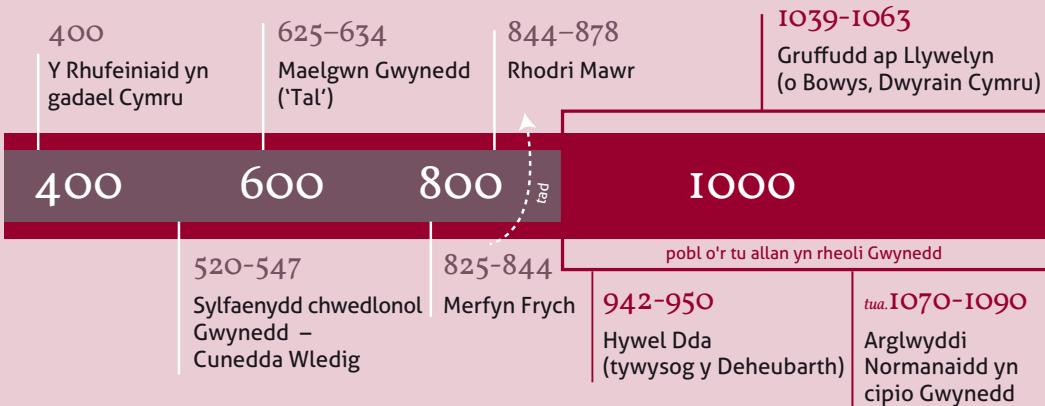 400
Y Rhufeiniaid yn
gadael Cymru
625–634
Maelgwn Gwynedd
(‘Tal’)
844–878
Rhodri Mawr
1039-1063
Gruffudd ap Llywelyn
(o Bowys, Dwyrain Cymru)
400
600
800
tad
1000
pobl o'r tu allan yn rheoli Gwynedd
520-547
Sylfaenydd chwedlonol
Gwynedd –
Cunedda Wledig
825-844
Merfyn Frych
942-950
Hywel Dda
(tywysog y Deheubarth)
tua.1070-1090
Arglwyddi
Normanaidd yn
cipio Gwynedd